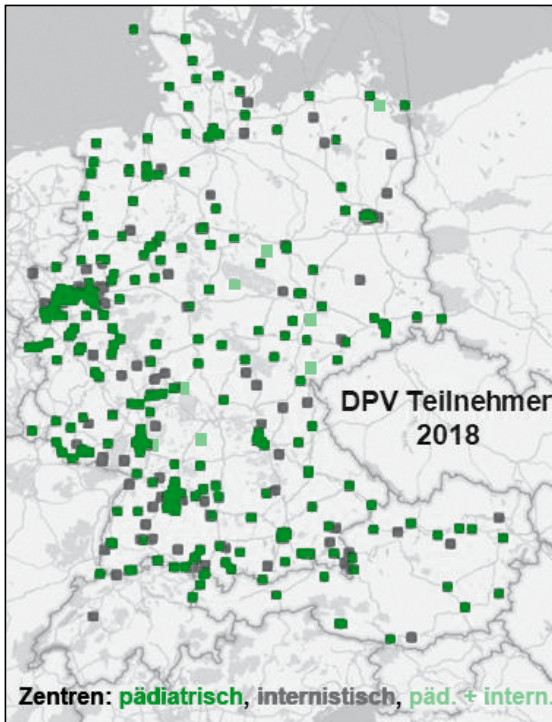 DPV Teilnehmer
2018
Zentren: pädiatrisch, internistisch, päd. + intern.